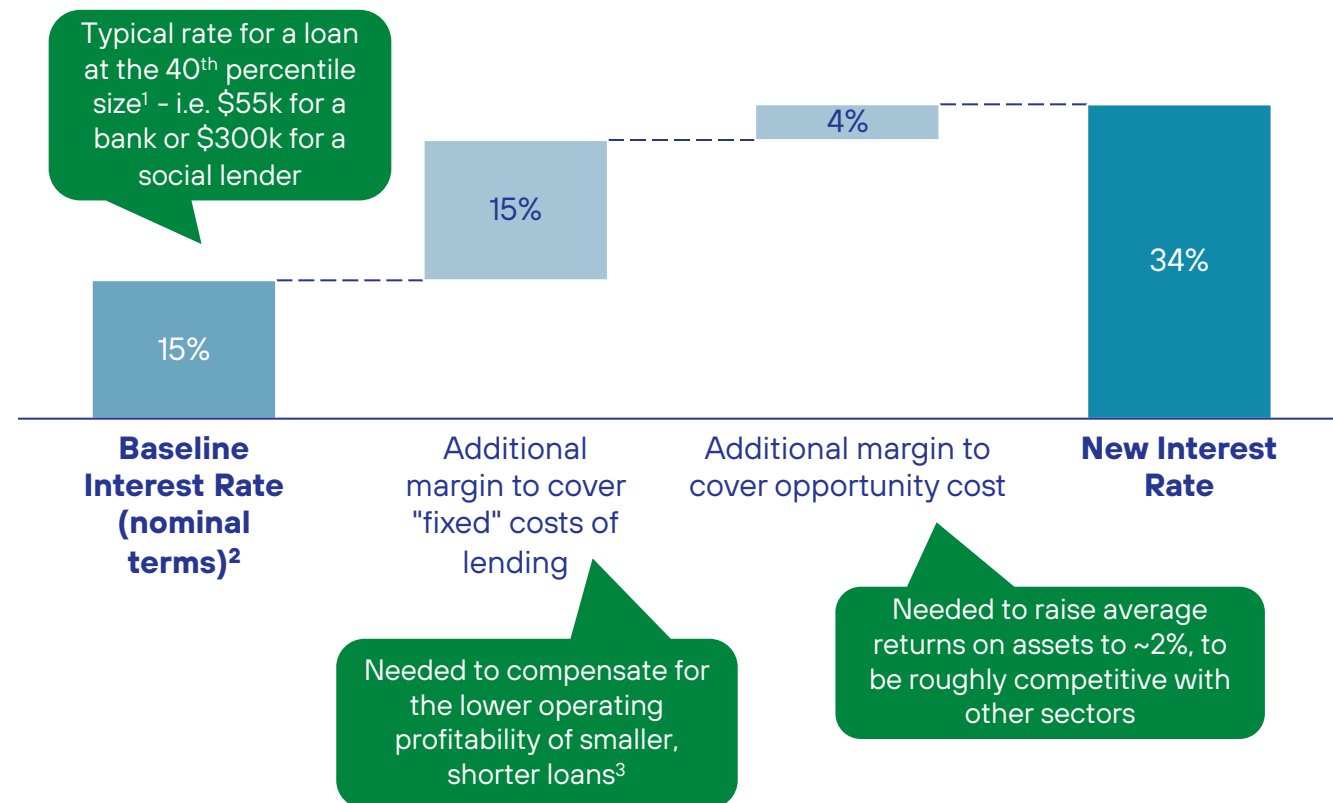 Typical rate for a loan
at the 40th percentile
size¹ - i.e. $55k for a
bank or $300k for a
social lender
4%
15%
34%
15%
Baseline
Interest Rate
(nominal
terms)²
Additional
margin to cover
"fixed" costs of
lending
Additional margin to
cover opportunity cost
New Interest
Rate
Needed to compensate for
the lower operating
profitability of smaller,
shorter loans³
Needed to raise average
returns on assets to ~2%, to
be roughly competitive with
other sectors